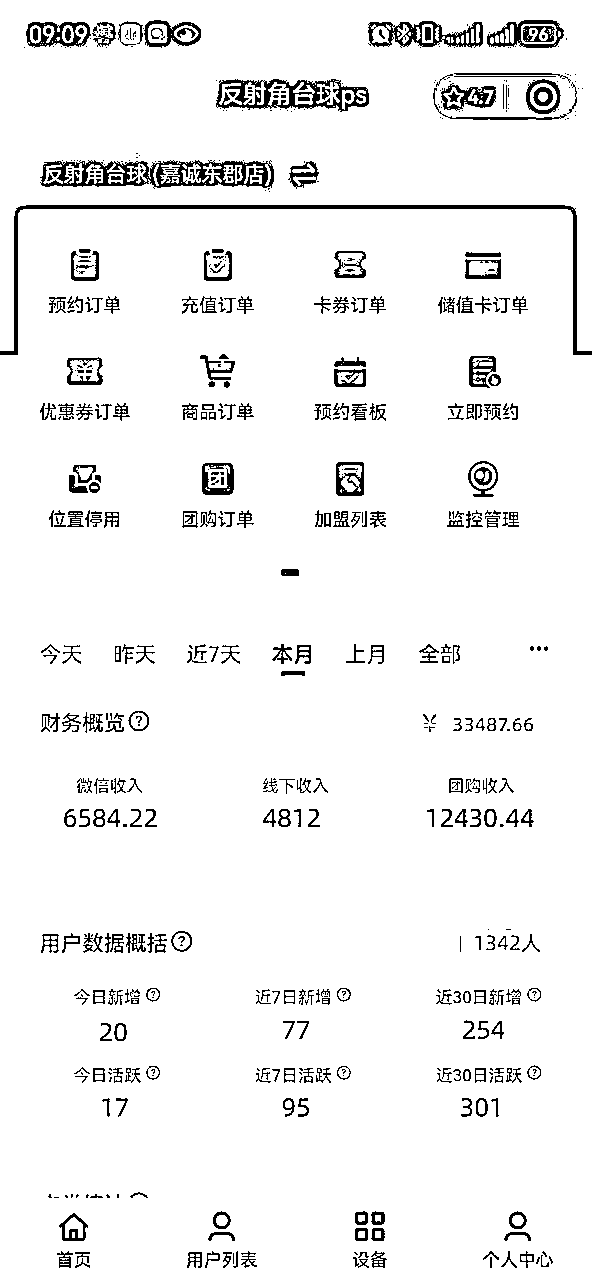 09:09 96
反射角台球ps
4.7
反射角台球(嘉诚东郡店)
预约订单 充值订单 卡券订单 储值卡订单
优惠券订单 商品订单 预约看板 立即预约
位置停用 团购订单 加盟列表 监控管理
今天 昨天 近7天 本月 上月 全部 ···
财务概览 ? ¥ 33487.66
微信收入 线下收入 团购收入
6584.22 4812 12430.44
用户数据概括 ? | 1342人
今日新增 ? 近7日新增 ? 近30日新增 ?
20 77 254
今日活跃 ? 近7日活跃 ? 近30日活跃 ?
17 95 301
首页 用户列表 设备 个人中心